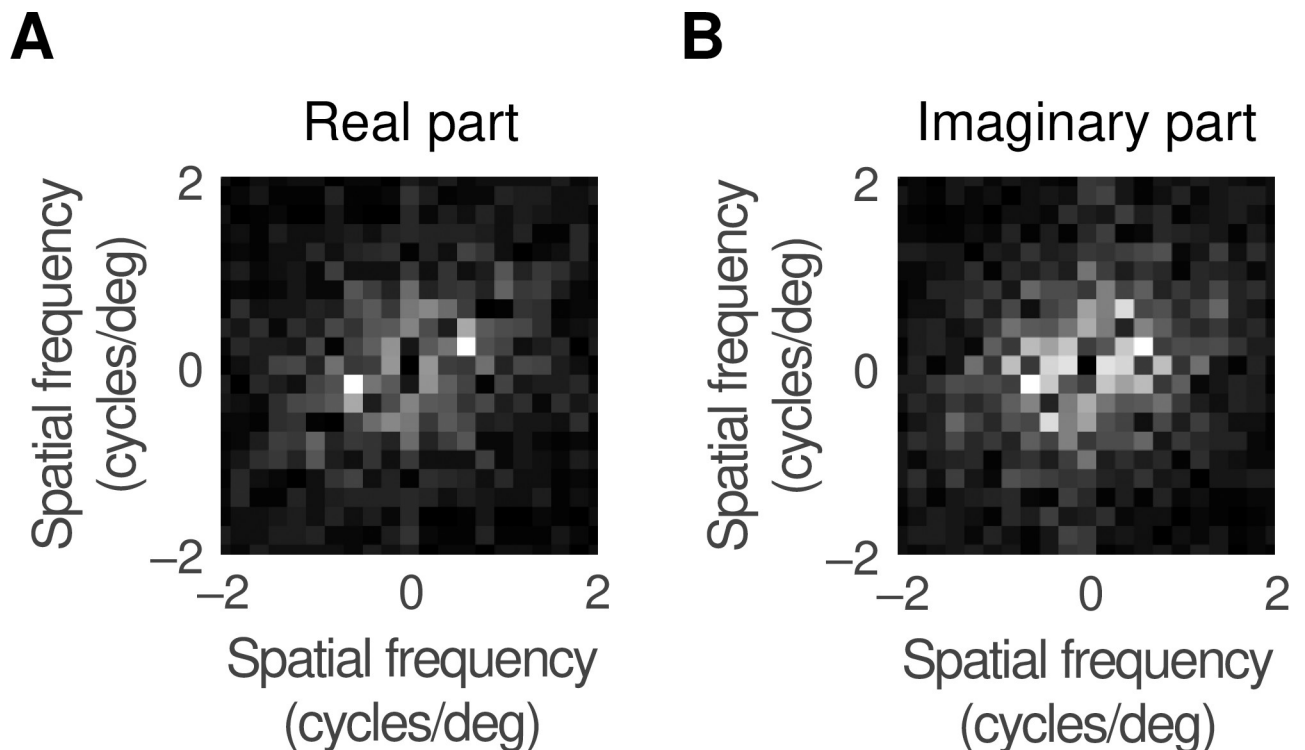 A
Real part
2
0
−2
−2 0 2
Spatial frequency
(cycles/deg)
Spatial frequency
(cycles/deg)
B
Imaginary part
2
0
−2
−2 0 2
Spatial frequency
(cycles/deg)
Spatial frequency
(cycles/deg)